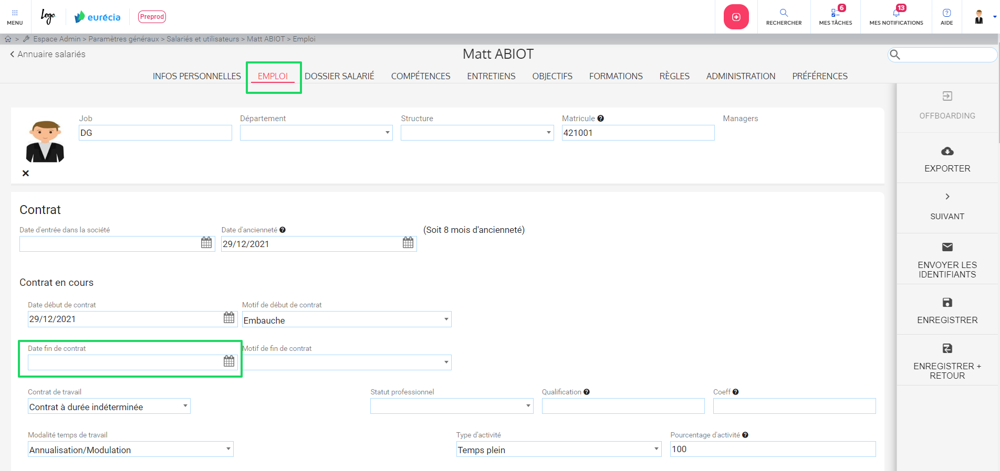 MENU
Logo
eurécia
Preprod
RECHERCHER
6
MES TÂCHES
13
MES NOTIFICATIONS
AIDE
> Espace Admin > Paramètres généraux > Salariés et utilisateurs > Matt ABIOT > Emploi
Annuaire salariés
Matt ABIOT
INFOS PERSONNELLES EMPLOI DOSSIER SALARIÉ COMPÉTENCES ENTRETIENS OBJECTIFS FORMATIONS RÈGLES ADMINISTRATION PRÉFÉRENCES
Job
DG
Département
Structure
Matricule
421001
Managers
Contrat
Date d'entrée dans la société
Date d'ancienneté
29/12/2021
(Soit 8 mois d'ancienneté)
Contrat en cours
Date début de contrat
29/12/2021
Motif de début de contrat
Embauche
Date fin de contrat
Motif de fin de contrat
Contrat de travail
Contrat à durée indéterminée
Statut professionnel
Qualification
Coeff
Modalité temps de travail
Annualisation/Modulation
Type d'activité
Temps plein
Pourcentage d'activité
100
OFFBOARDING
EXPORTER
SUIVANT
ENVOYER LES
IDENTIFIANTS
ENREGISTRER
ENREGISTRER +
RETOUR